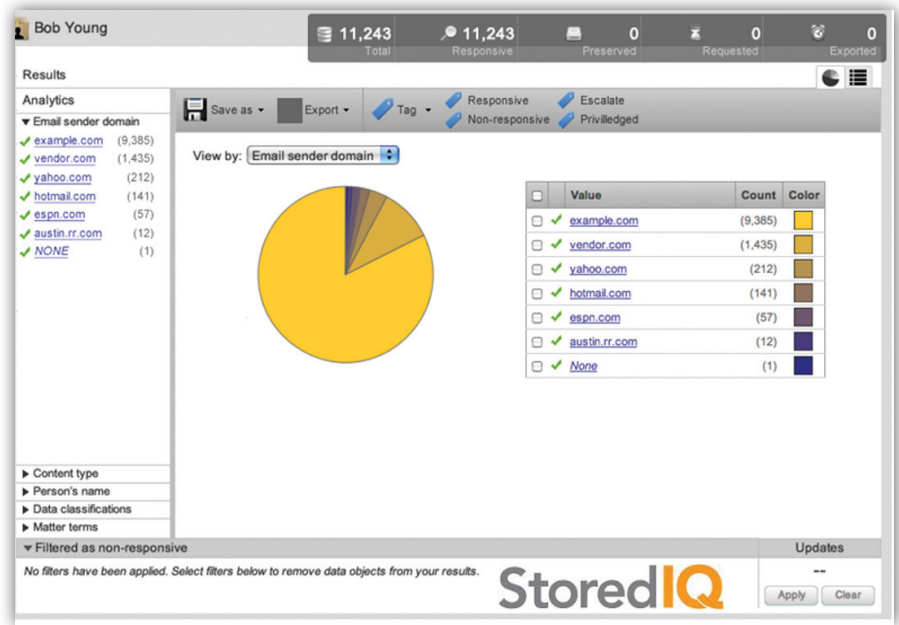 Bob Young
11,243 11,243 0 0 0
Total Responsive Preserved Requested Exported
Results
Analytics
Email sender domain
example.com (9,385)
vendor.com (1,435)
yahoo.com (212)
hotmail.com (141)
espn.com (57)
austin.rr.com (12)
NONE (1)
Content type
Person's name
Data classifications
Matter terms
Save as Export Tag Responsive Escalate
Non-responsive Priviledged
View by: Email sender domain
Value Count Color
example.com (9,385)
vendor.com (1,435)
yahoo.com (212)
hotmail.com (141)
espn.com (57)
austin.rr.com (12)
None (1)
Filtered as non-responsive Updates
No filters have been applied. Select filters below to remove data objects from your results. --
StoredIQ
Apply Clear